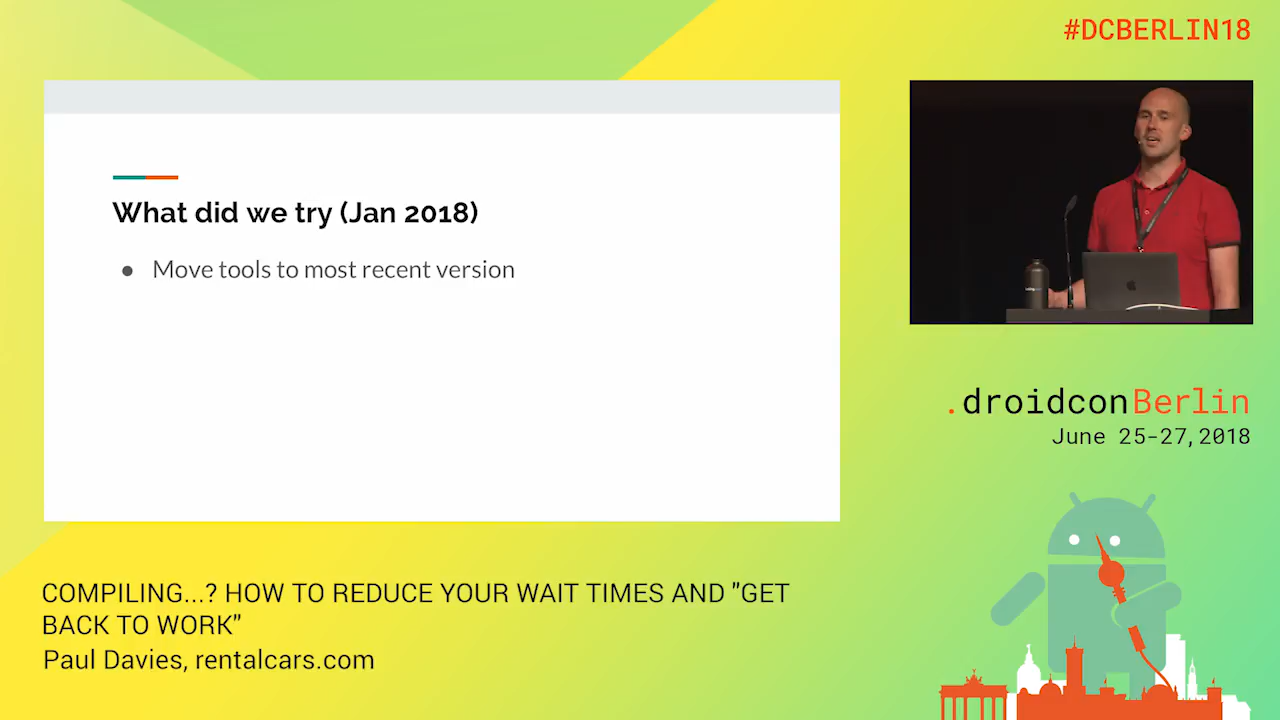 #DCBERLIN18
What did we try (Jan 2018)
● Move tools to most recent version
.droidconBerlin
June 25-27,2018
COMPILING...? HOW TO REDUCE YOUR WAIT TIMES AND "GET
BACK TO WORK"
Paul Davies, rentalcars.com